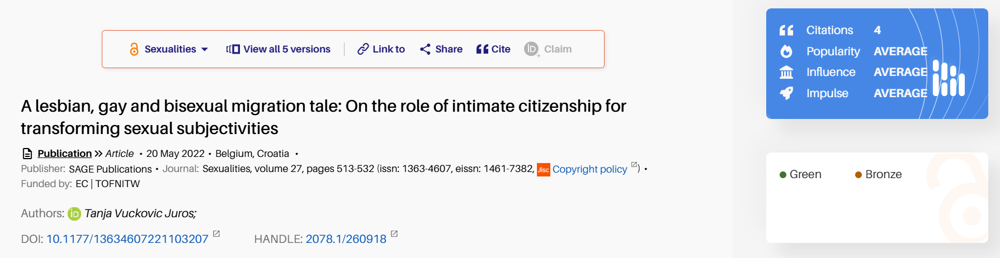 Sexualities
View all 5 versions
Link to
Share
Cite
iD Claim
A lesbian, gay and bisexual migration tale: On the role of intimate citizenship for
transforming sexual subjectivities
Publication Article • 20 May 2022 • Belgium, Croatia •
Publisher: SAGE Publications • Journal: Sexualities, volume 27, pages 513-532 (issn: 1363-4607, eissn: 1461-7382, Jisc Copyright policy ) •
Funded by: EC | TOFNITW
Authors: iD Tanja Vuckovic Juros;
DOI: 10.1177/13634607221103207 HANDLE: 2078.1/260918
Citations 4
Popularity AVERAGE
Influence AVERAGE
Impulse AVERAGE
Green Bronze